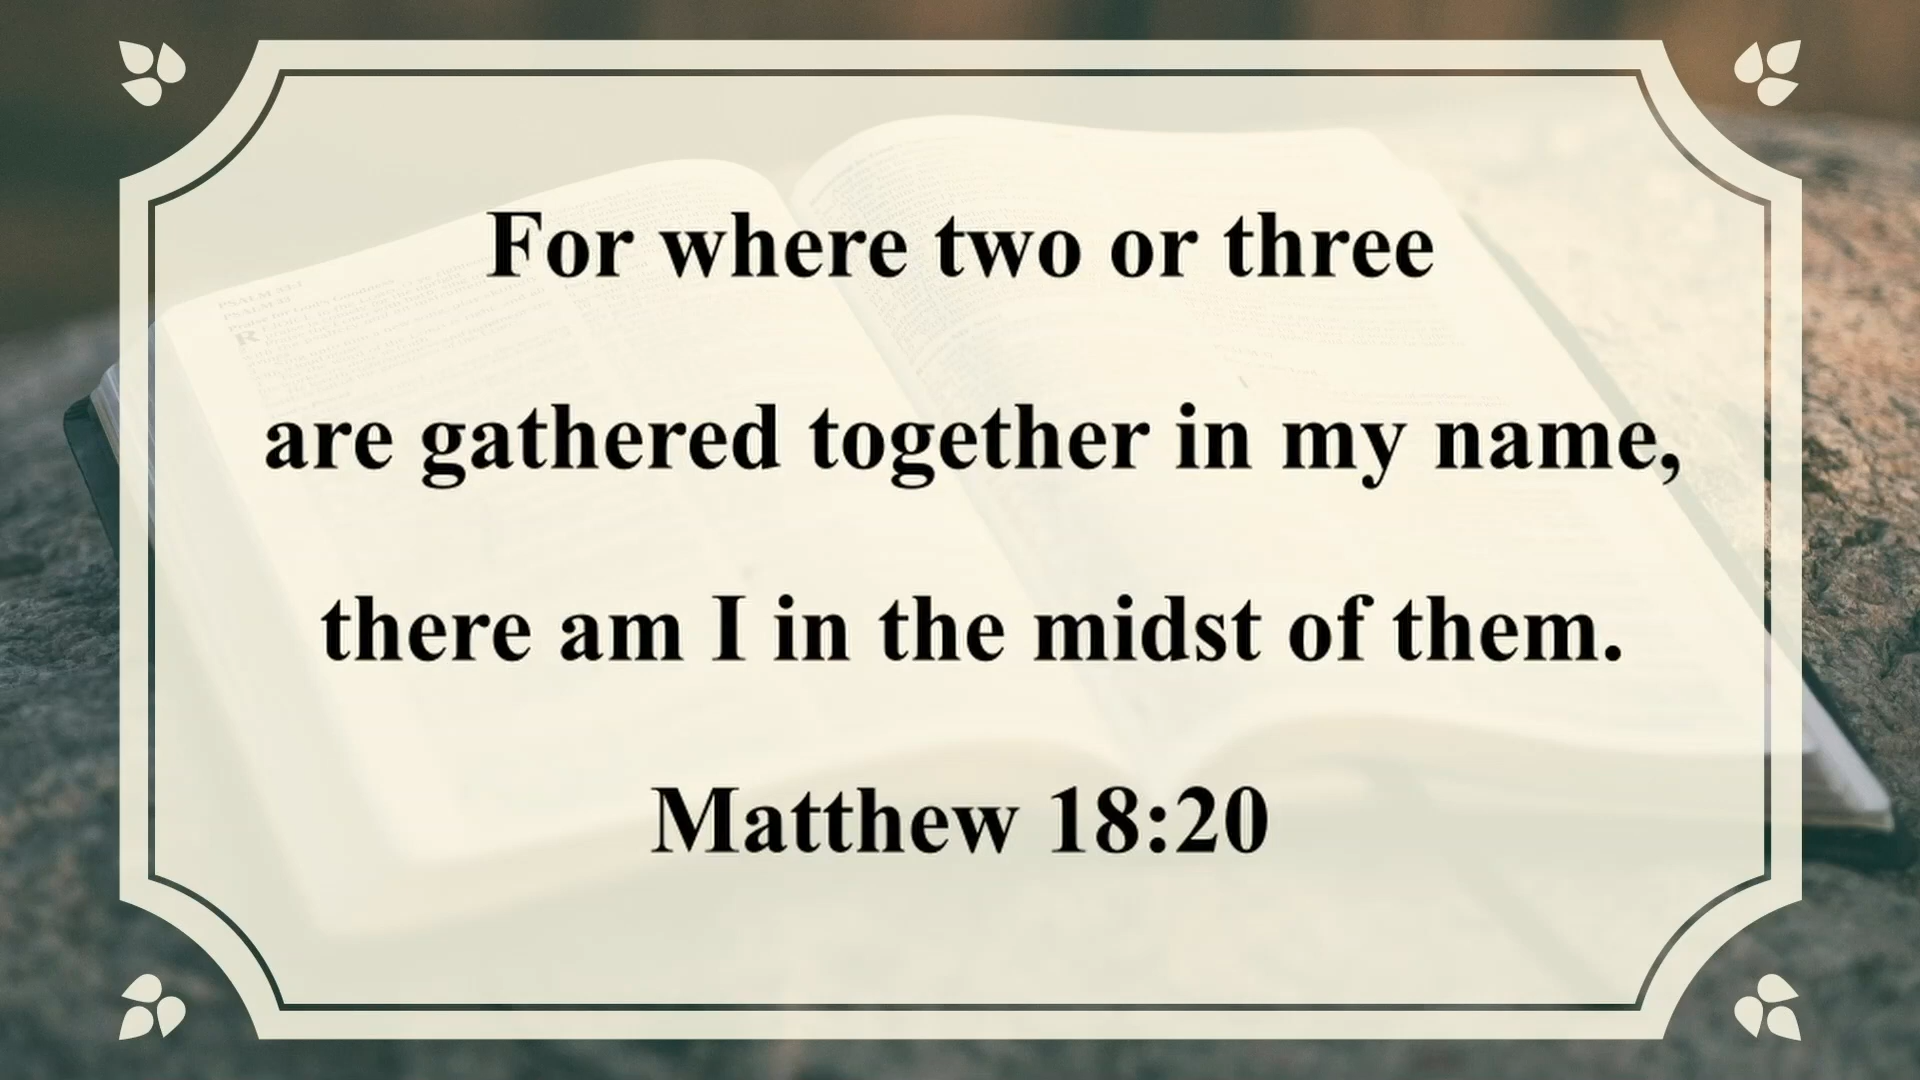 For where two or three
are gathered together in my name,
there am I in the midst of them.
Matthew 18:20